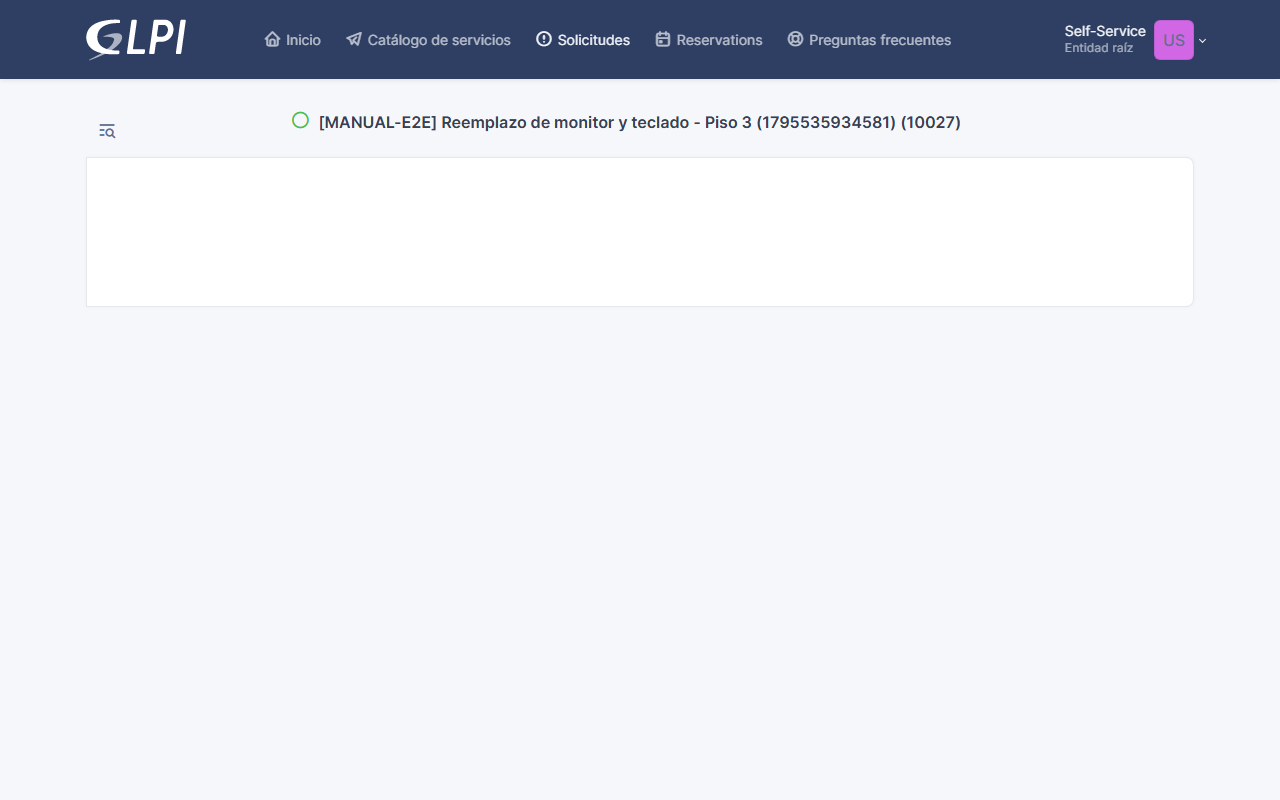 GLPI
Inicio
Catálogo de servicios
Solicitudes
Reservations
Preguntas frecuentes
Self-Service
Entidad raíz
US
[MANUAL-E2E] Reemplazo de monitor y teclado - Piso 3 (1795535934581) (10027)